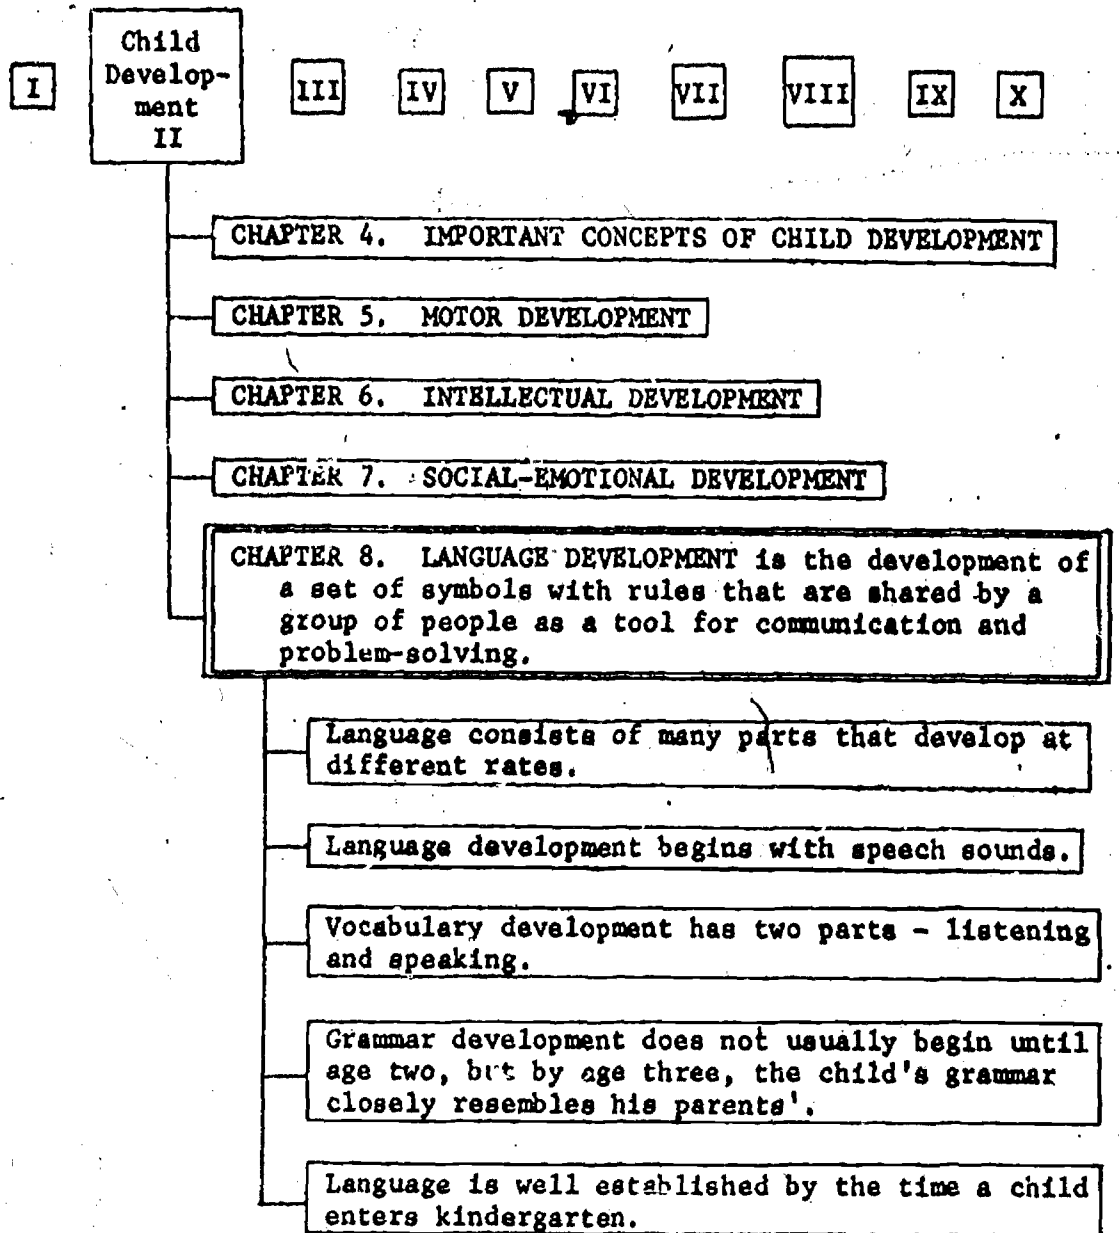 I
Child
Develop-
ment
II
III
IV
V
VI
VII
VIII
IX
X
CHAPTER 4. IMPORTANT CONCEPTS OF CHILD DEVELOPMENT
CHAPTER 5. MOTOR DEVELOPMENT
CHAPTER 6. INTELLECTUAL DEVELOPMENT
CHAPTER 7. SOCIAL-EMOTIONAL DEVELOPMENT
CHAPTER 8. LANGUAGE DEVELOPMENT is the development of
a set of symbols with rules that are shared by a
group of people as a tool for communication and
problem-solving.
Language consists of many parts that develop at
different rates.
Language development begins with speech sounds.
Vocabulary development has two parts - listening
and speaking.
Grammar development does not usually begin until
age two, but by age three, the child's grammar
closely resembles his parents'.
Language is well established by the time a child
enters kindergarten.